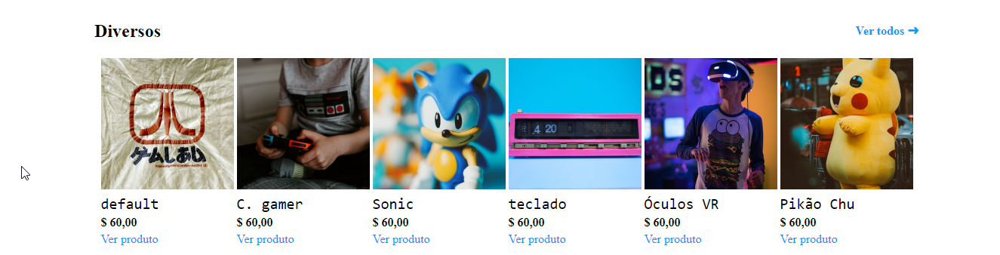 Diversos
Ver todos ➜
ゲームしあい
4 20
default
$ 60,00
Ver produto
C. gamer
$ 60,00
Ver produto
Sonic
$ 60,00
Ver produto
teclado
$ 60,00
Ver produto
Óculos VR
$ 60,00
Ver produto
Pikão Chu
$ 60,00
Ver produto